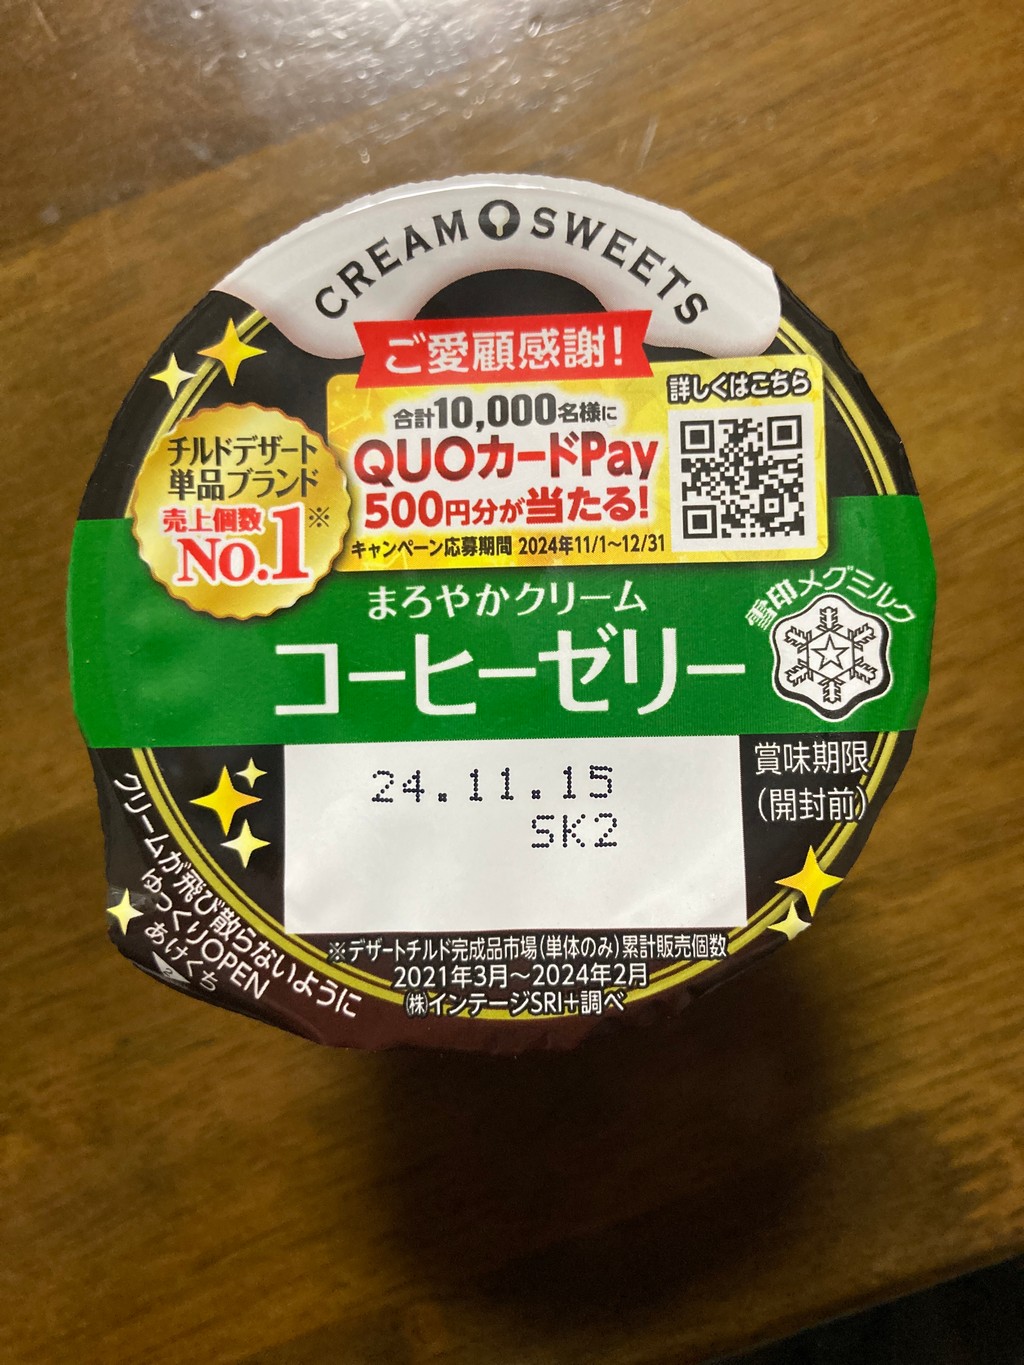 CREAM SWEETS
ご愛顧感謝!
合計10,000名様に
QUOカードPay
500円分が当たる!
キャンペーン応募期間 2024年11/1~12/31
詳しくはこちら
チルドデザート
単品ブランド
売上個数※
No.1
まろやかクリーム
コーヒーゼリー
雪印メグミルク
24.11.15
SK2
賞味期限
(開封前)
クリームが飛び散らないように
ゆっくりOPEN
あけくち
※デザートチルド完成品市場(単体のみ)累計販売個数
2021年3月~2024年2月
㈱インテージSRI+調べ